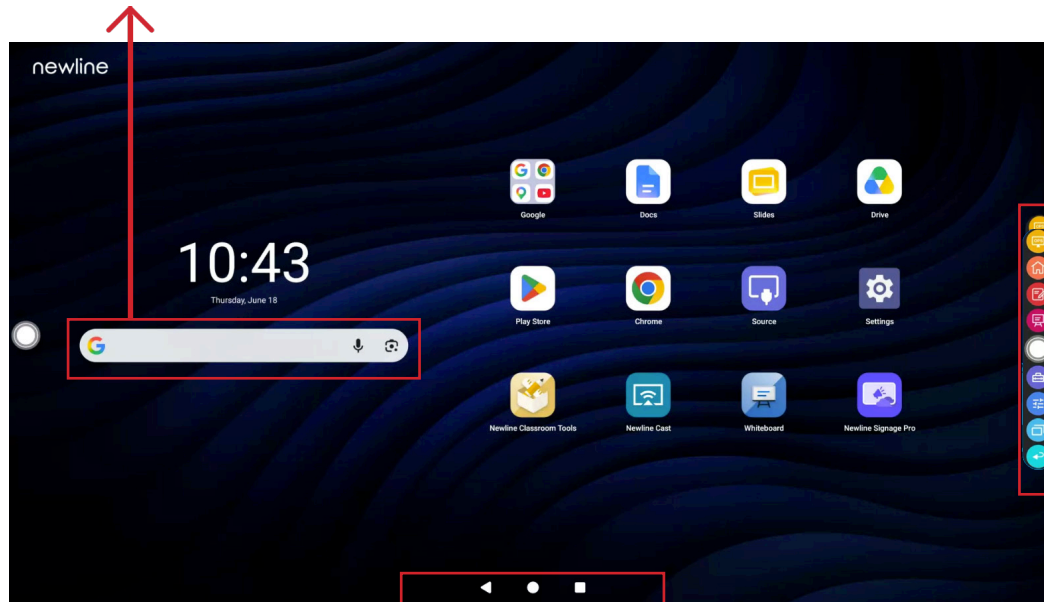 newline
10:43
Thursday, June 18
Google
Docs
Slides
Drive
Play Store
Chrome
Source
Settings
Newline Classroom Tools
Newline Cast
Whiteboard
Newline Signage Pro